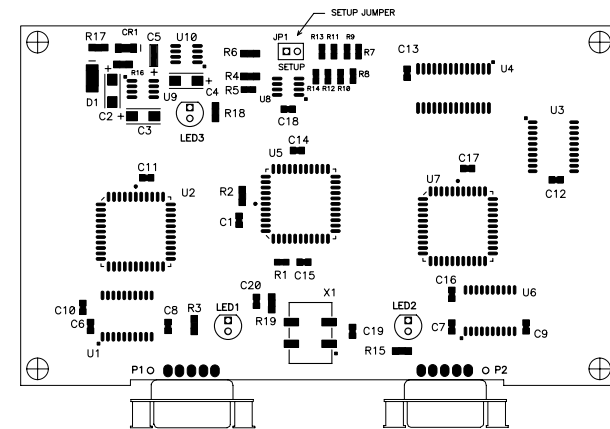 SETUP JUMPER
R17 CR1 C5 U10 JP1 R13 R11 R9
R6 R7 C13
SETUP
R16 R4 R8 U4
D1 U9 C4 R5 U8 R14 R12 R10
C2 C3 R18 C18 U3
LED3
C14
U5
C11 C17
U2 R2 U7 C12
C1
R1 C15
C16
C20 X1 LED2 U6
C10 C8 R3 LED1
C6 R19 C19 C7 C9
U1 R15
P1 P2